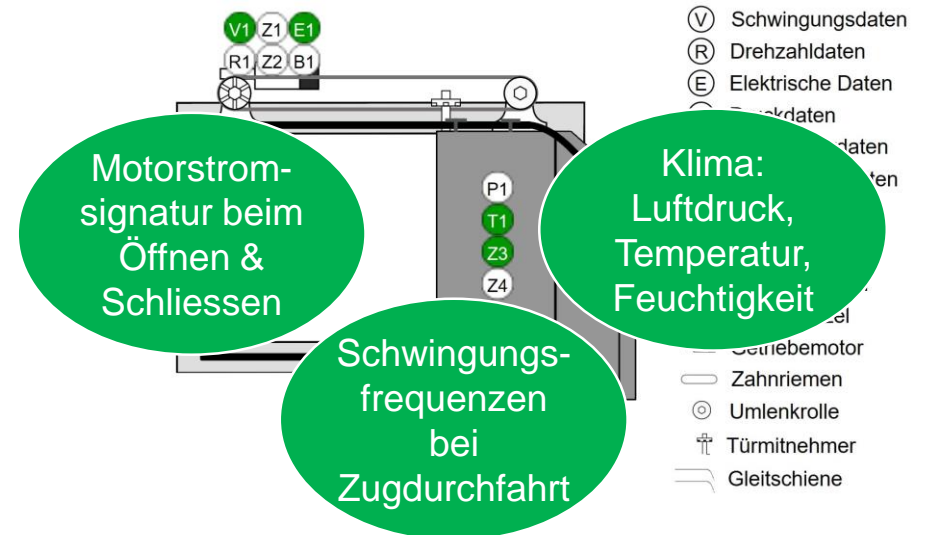 V1 Z1 E1
R1 Z2 B1
P1
T1
Z3
Z4
Motorstrom-
signatur beim
Öffnen &
Schliessen
Klima:
Luftdruck,
Temperatur,
Feuchtigkeit
Schwingungs-
frequenzen
bei
Zugdurchfahrt
V Schwingungsdaten
R Drehzahldaten
E Elektrische Daten
Zahnriemen
Umlenkrolle
Türmitnehmer
Gleitschiene